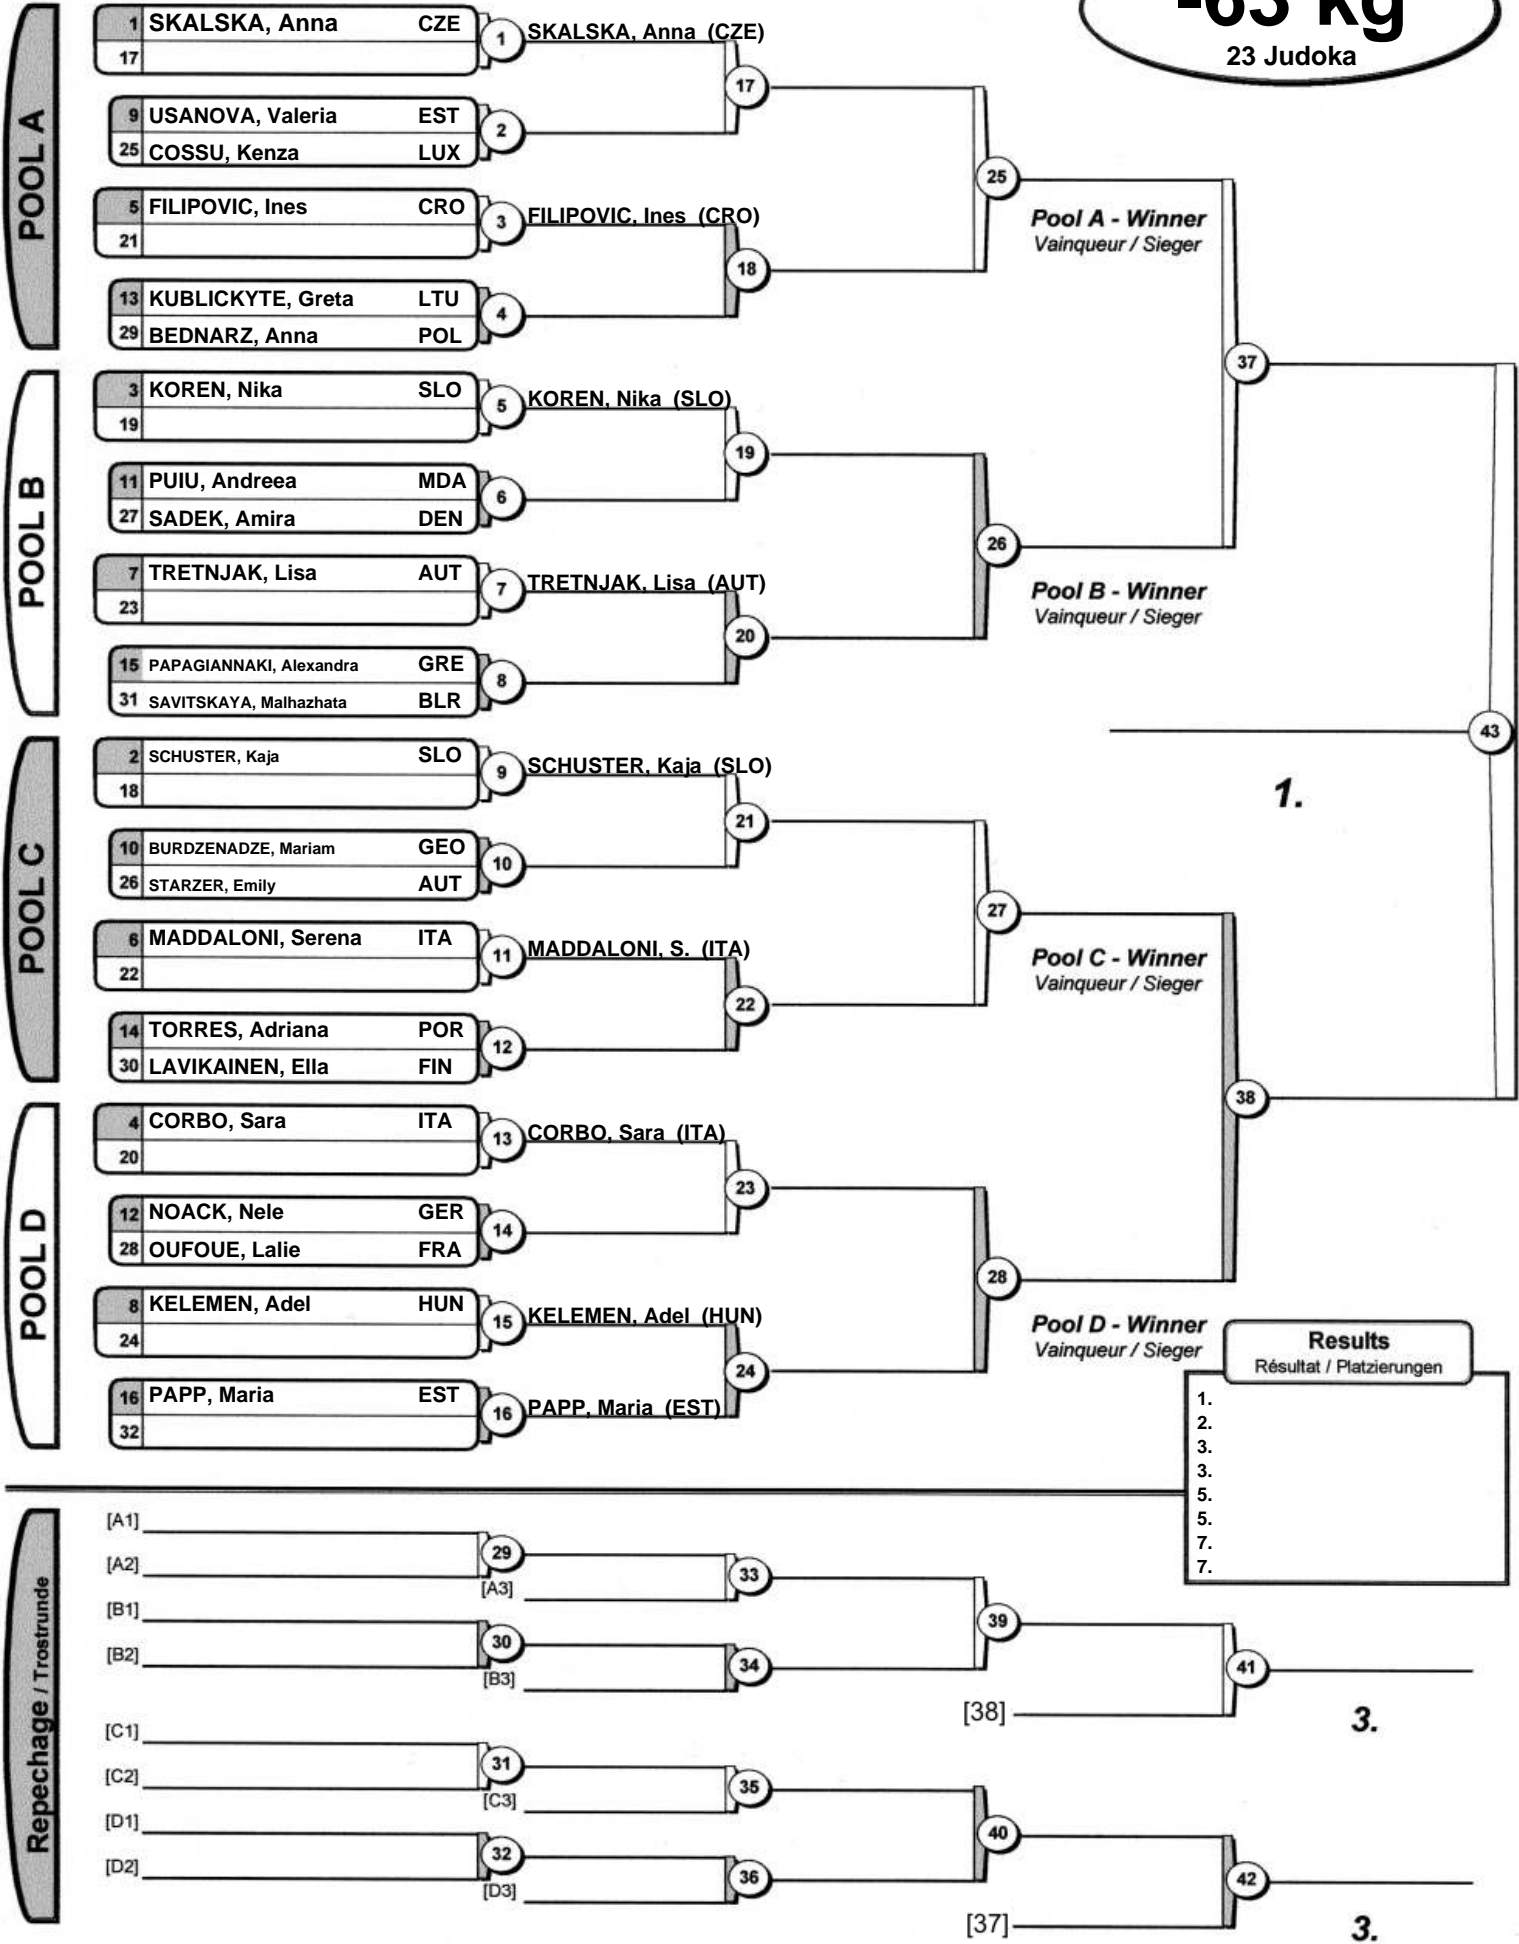 -63 kg
23 Judoka
POOL A
1 SKALSKA, Anna CZE
17
1 SKALSKA, Anna (CZE)
17
9 USANOVA, Valeria EST
25 COSSU, Kenza LUX
2
25
5 FILIPOVIC, Ines CRO
21
3 FILIPOVIC, Ines (CRO)
Pool A - Winner
Vainqueur / Sieger
18
13 KUBLICKYTE, Greta LTU
29 BEDNARZ, Anna POL
4
37
POOL B
3 KOREN, Nika SLO
19
5 KOREN, Nika (SLO)
19
11 PUIU, Andreea MDA
27 SADEK, Amira DEN
6
26
7 TRETNJAK, Lisa AUT
23
7 TRETNJAK, Lisa (AUT)
Pool B - Winner
Vainqueur / Sieger
20
15 PAPAGIANNAKI, Alexandra GRE
31 SAVITSKAYA, Malhazhata BLR
8
43
1.
POOL C
2 SCHUSTER, Kaja SLO
18
9 SCHUSTER, Kaja (SLO)
21
10 BURDZENADZE, Mariam GEO
26 STARZER, Emily AUT
10
27
6 MADDALONI, Serena ITA
22
11 MADDALONI, S. (ITA)
Pool C - Winner
Vainqueur / Sieger
22
14 TORRES, Adriana POR
30 LAVIKAINEN, Ella FIN
12
38
POOL D
4 CORBO, Sara ITA
20
13 CORBO, Sara (ITA)
23
12 NOACK, Nele GER
28 OUFOUE, Lalie FRA
14
28
8 KELEMEN, Adel HUN
24
15 KELEMEN, Adel (HUN)
Pool D - Winner
Vainqueur / Sieger
24
16 PAPP, Maria EST
32
16 PAPP, Maria (EST)
Results
Résultat / Platzierungen
1.
2.
3.
3.
5.
5.
7.
7.
Repechage / Trostrunde
[A1]
[A2]
29
[A3]
33
[B1]
[B2]
30
[B3]
34
39
[38]
41
3.
[C1]
[C2]
31
[C3]
35
[D1]
[D2]
32
[D3]
36
40
[37]
42
3.